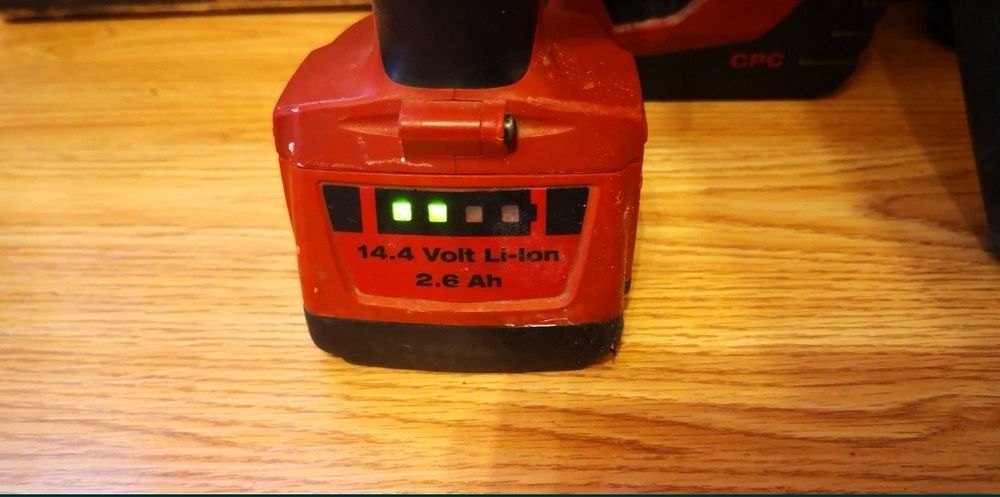 CPC
14.4 Volt Li-Ion
2.6 Ah